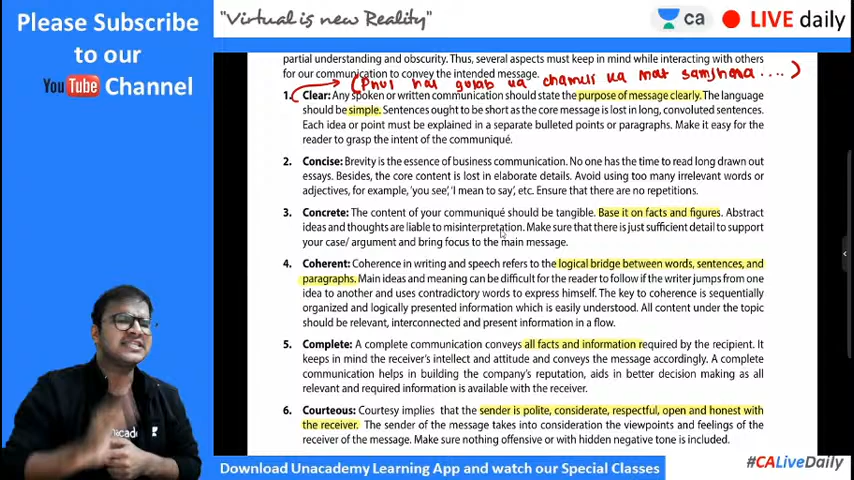 Please Subscribe
to our
YouTube Channel
"Virtual is new Reality"
ca
LIVE daily
partial understanding and obscurity. Thus, several aspects must keep in mind while interacting with others
for our communication to convey the intended message.
(Phul hai gulab ka chameli ka mat samjhana ....)
1. Clear: Any spoken or written communication should state the purpose of message clearly. The language
should be simple. Sentences ought to be short as the core message is lost in long, convoluted sentences.
Each idea or point must be explained in a separate bulleted points or paragraphs. Make it easy for the
reader to grasp the intent of the communiqué.
2. Concise: Brevity is the essence of business communication. No one has the time to read long drawn out
essays. Besides, the core content is lost in elaborate details. Avoid using too many irrelevant words or
adjectives, for example, 'you see', 'I mean to say', etc. Ensure that there are no repetitions.
3. Concrete: The content of your communiqué should be tangible. Base it on facts and figures. Abstract
ideas and thoughts are liable to misinterpretation. Make sure that there is just sufficient detail to support
your case/ argument and bring focus to the main message.
4. Coherent: Coherence in writing and speech refers to the logical bridge between words, sentences, and
paragraphs. Main ideas and meaning can be difficult for the reader to follow if the writer jumps from one
idea to another and uses contradictory words to express himself. The key to coherence is sequentially
organized and logically presented information which is easily understood. All content under the topic
should be relevant, interconnected and present information in a flow.
5. Complete: A complete communication conveys all facts and information required by the recipient. It
keeps in mind the receiver's intellect and attitude and conveys the message accordingly. A complete
communication helps in building the company's reputation, aids in better decision making as all
relevant and required information is available with the receiver.
6. Courteous: Courtesy implies that the sender is polite, considerate, respectful, open and honest with
the receiver. The sender of the message takes into consideration the viewpoints and feelings of the
receiver of the message. Make sure nothing offensive or with hidden negative tone is included.
Download Unacademy Learning App and watch our Special Classes
#CALiveDaily